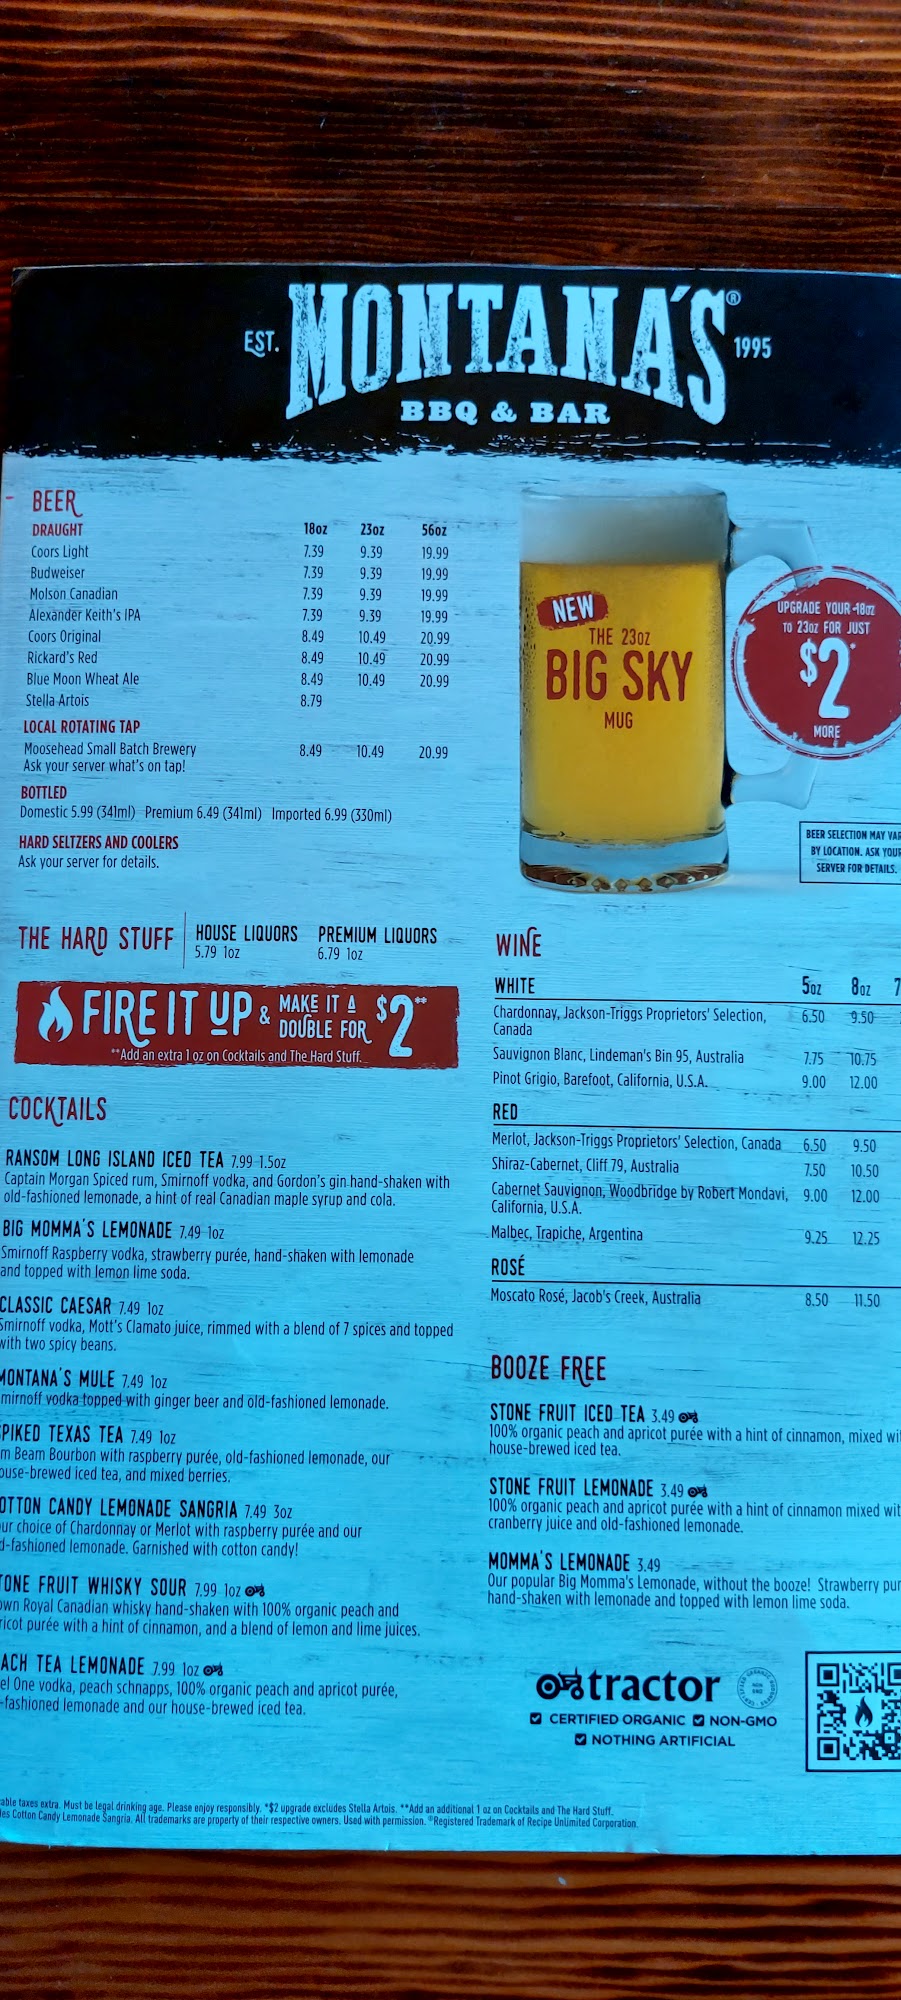 EST. MONTANA'S® 1995
BBQ & BAR
BEER
DRAUGHT 18oz 23oz 56oz
Coors Light 7.39 9.39 19.99
Budweiser 7.39 9.39 19.99
Molson Canadian 7.39 9.39 19.99
Alexander Keith's IPA 7.39 9.39 19.99
Coors Original 8.49 10.49 20.99
Rickard's Red 8.49 10.49 20.99
Blue Moon Wheat Ale 8.49 10.49 20.99
Stella Artois 8.79
LOCAL ROTATING TAP
Moosehead Small Batch Brewery 8.49 10.49 20.99
Ask your server what's on tap!
BOTTLED
Domestic 5.99 (341ml) Premium 6.49 (341ml) Imported 6.99 (330ml)
HARD SELTZERS AND COOLERS
Ask your server for details.
NEW
THE 23oz
BIG SKY
MUG
UPGRADE YOUR 18oz
TO 23oz FOR JUST
$2*
MORE
BEER SELECTION MAY VAR
BY LOCATION. ASK YOUR
SERVER FOR DETAILS.
THE HARD STUFF
HOUSE LIQUORS PREMIUM LIQUORS
5.79 1oz 6.79 1oz
FIRE IT UP & MAKE IT A DOUBLE FOR $2**
**Add an extra 1 oz on Cocktails and The Hard Stuff.
COCKTAILS
RANSOM LONG ISLAND ICED TEA 7.99 1.5oz
Captain Morgan Spiced rum, Smirnoff vodka, and Gordon's gin hand-shaken with
old-fashioned lemonade, a hint of real Canadian maple syrup and cola.
BIG MOMMA'S LEMONADE 7.49 1oz
Smirnoff Raspberry vodka, strawberry purée, hand-shaken with lemonade
and topped with lemon lime soda.
CLASSIC CAESAR 7.49 1oz
Smirnoff vodka, Mott's Clamato juice, rimmed with a blend of 7 spices and topped
with two spicy beans.
MONTANA'S MULE 7.49 1oz
mirnoff vodka topped with ginger beer and old-fashioned lemonade.
PIKED TEXAS TEA 7.49 1oz
m Beam Bourbon with raspberry purée, old-fashioned lemonade, our
ouse-brewed iced tea, and mixed berries.
OTTON CANDY LEMONADE SANGRIA 7.49 3oz
ur choice of Chardonnay or Merlot with raspberry purée and our
d-fashioned lemonade. Garnished with cotton candy!
TONE FRUIT WHISKY SOUR 7.99 1oz
own Royal Canadian whisky hand-shaken with 100% organic peach and
ricot purée with a hint of cinnamon, and a blend of lemon and lime juices.
ACH TEA LEMONADE 7.99 1oz
el One vodka, peach schnapps, 100% organic peach and apricot purée,
-fashioned lemonade and our house-brewed iced tea.
WINE
WHITE 5oz 8oz 7
Chardonnay, Jackson-Triggs Proprietors' Selection, 6.50 9.50
Canada
Sauvignon Blanc, Lindeman's Bin 95, Australia 7.75 10.75
Pinot Grigio, Barefoot, California, U.S.A. 9.00 12.00
RED
Merlot, Jackson-Triggs Proprietors' Selection, Canada 6.50 9.50
Shiraz-Cabernet, Cliff 79, Australia 7.50 10.50
Cabernet Sauvignon, Woodbridge by Robert Mondavi, 9.00 12.00
California, U.S.A.
Malbec, Trapiche, Argentina 9.25 12.25
ROSÉ
Moscato Rosé, Jacob's Creek, Australia 8.50 11.50
BOOZE FREE
STONE FRUIT ICED TEA 3.49
100% organic peach and apricot purée with a hint of cinnamon, mixed wi
house-brewed iced tea.
STONE FRUIT LEMONADE 3.49
100% organic peach and apricot purée with a hint of cinnamon mixed wit
cranberry juice and old-fashioned lemonade.
MOMMA'S LEMONADE 3.49
Our popular Big Momma's Lemonade, without the booze! Strawberry pur
hand-shaken with lemonade and topped with lemon lime soda.
tractor
CERTIFIED ORGANIC NON-GMO
NOTHING ARTIFICIAL
able taxes extra. Must be legal drinking age. Please enjoy responsibly. *$2 upgrade excludes Stella Artois. **Add an additional 1 oz on Cocktails and The Hard Stuff.
des Cotton Candy Lemonade Sangria. All trademarks are property of their respective owners. Used with permission. ®Registered Trademark of Recipe Unlimited Corporation.